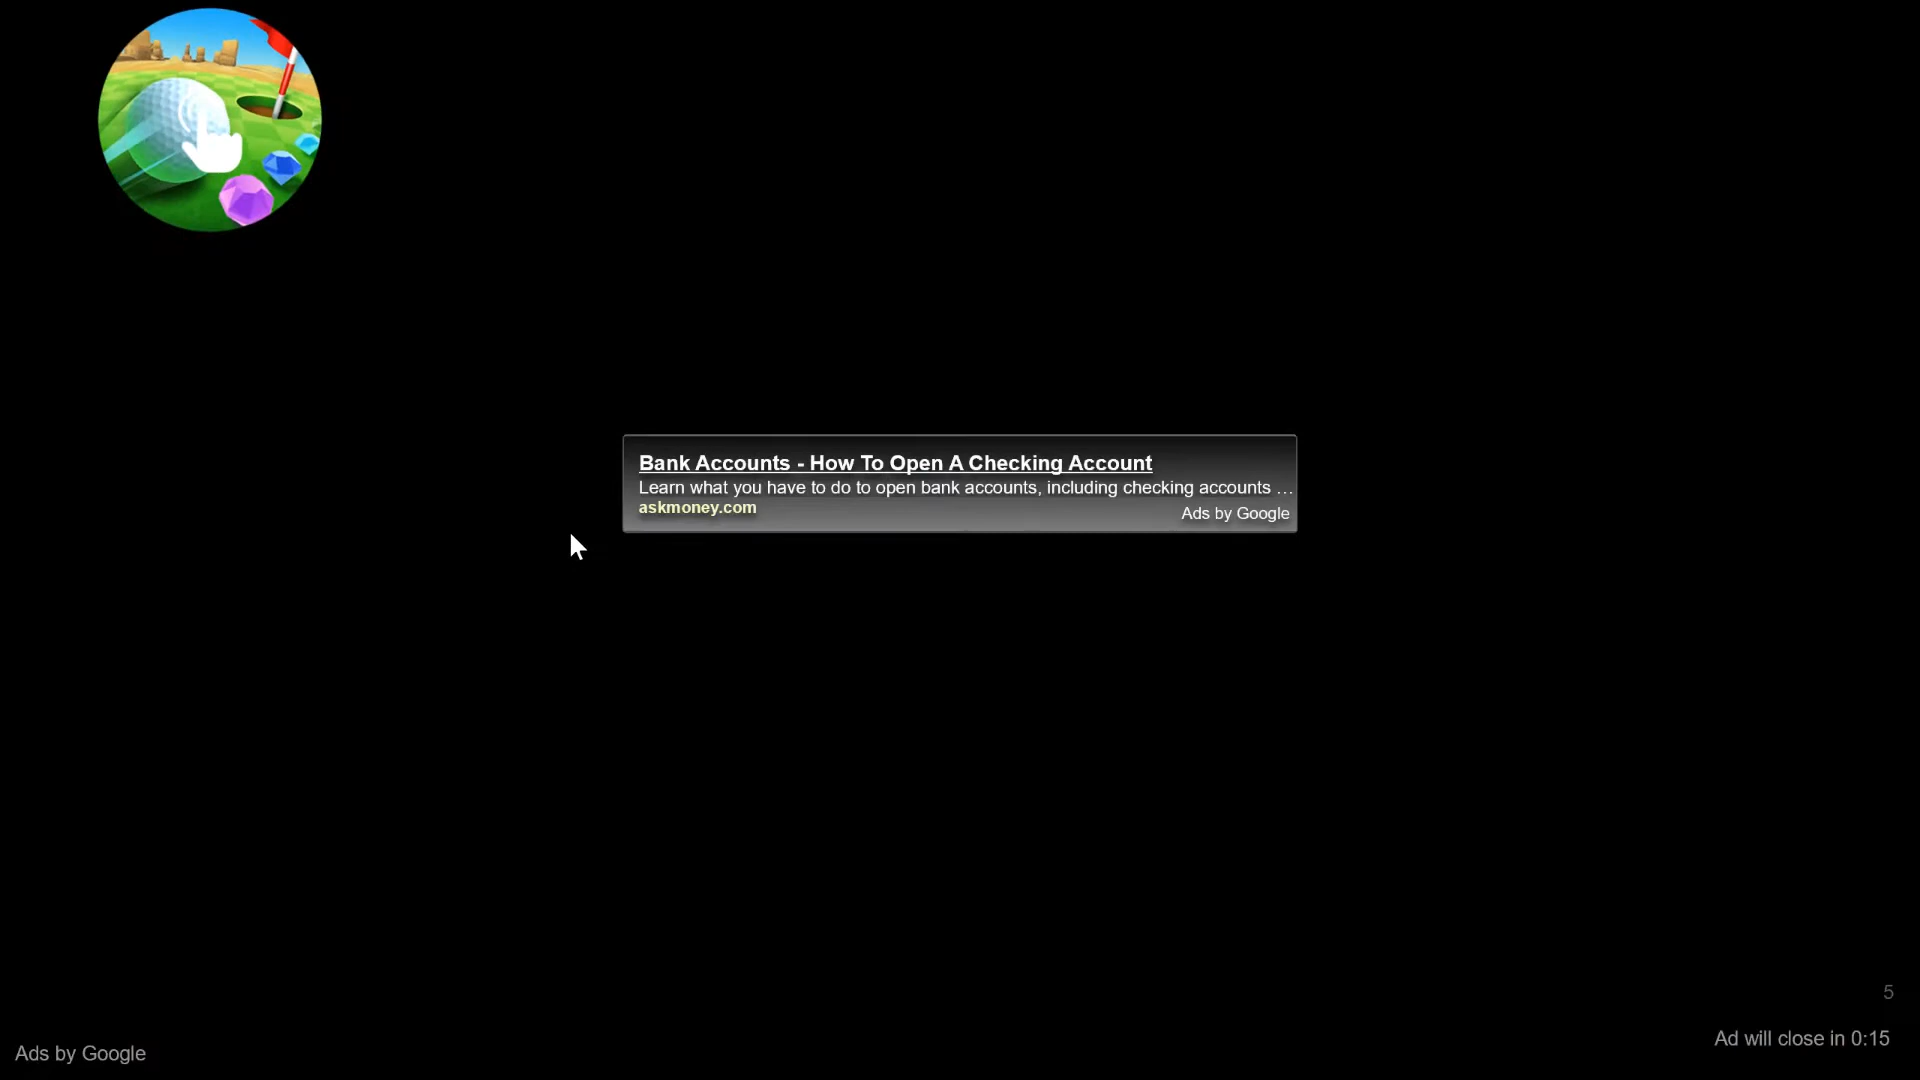 Bank Accounts - How To Open A Checking Account
Learn what you have to do to open bank accounts, including checking accounts ...
askmoney.com
Ads by Google
5
Ad will close in 0:15
Ads by Google